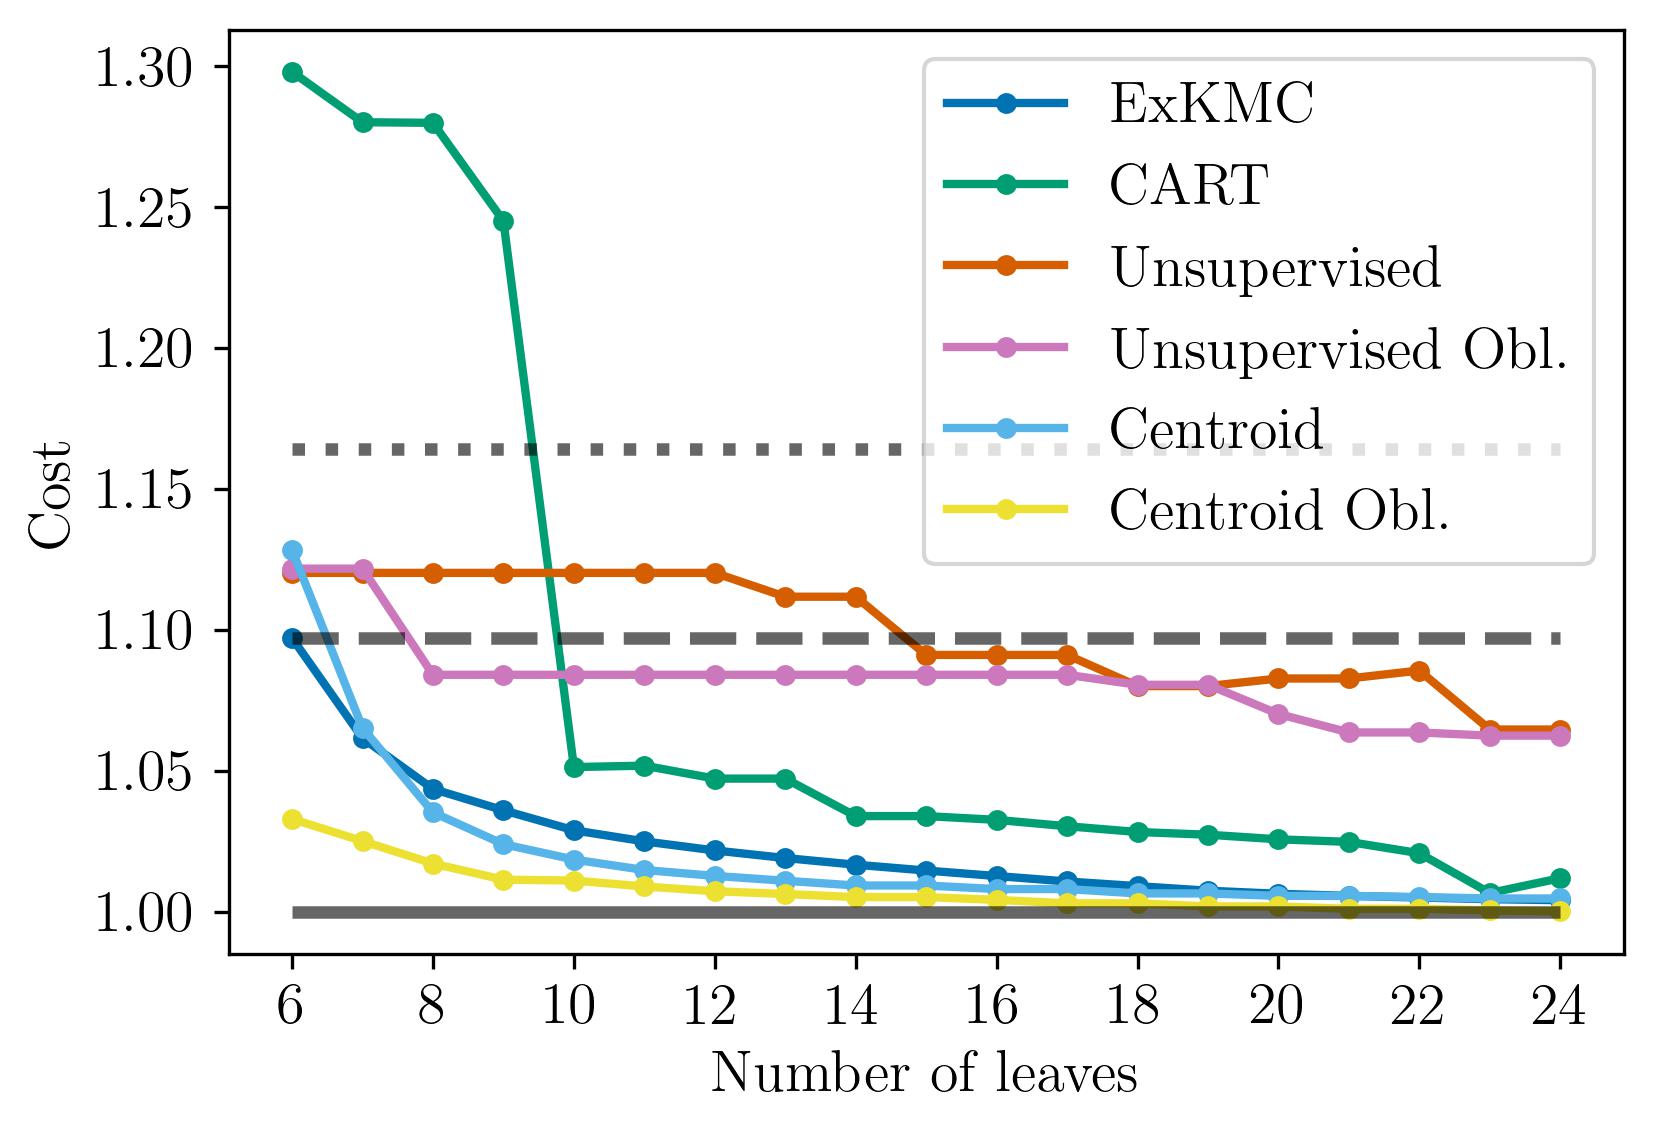 1.30
1.25
1.20
1.15
1.10
1.05
1.00
Cost
ExKMC
CART
Unsupervised
Unsupervised Obl.
Centroid
Centroid Obl.
6 8 10 12 14 16 18 20 22 24
Number of leaves